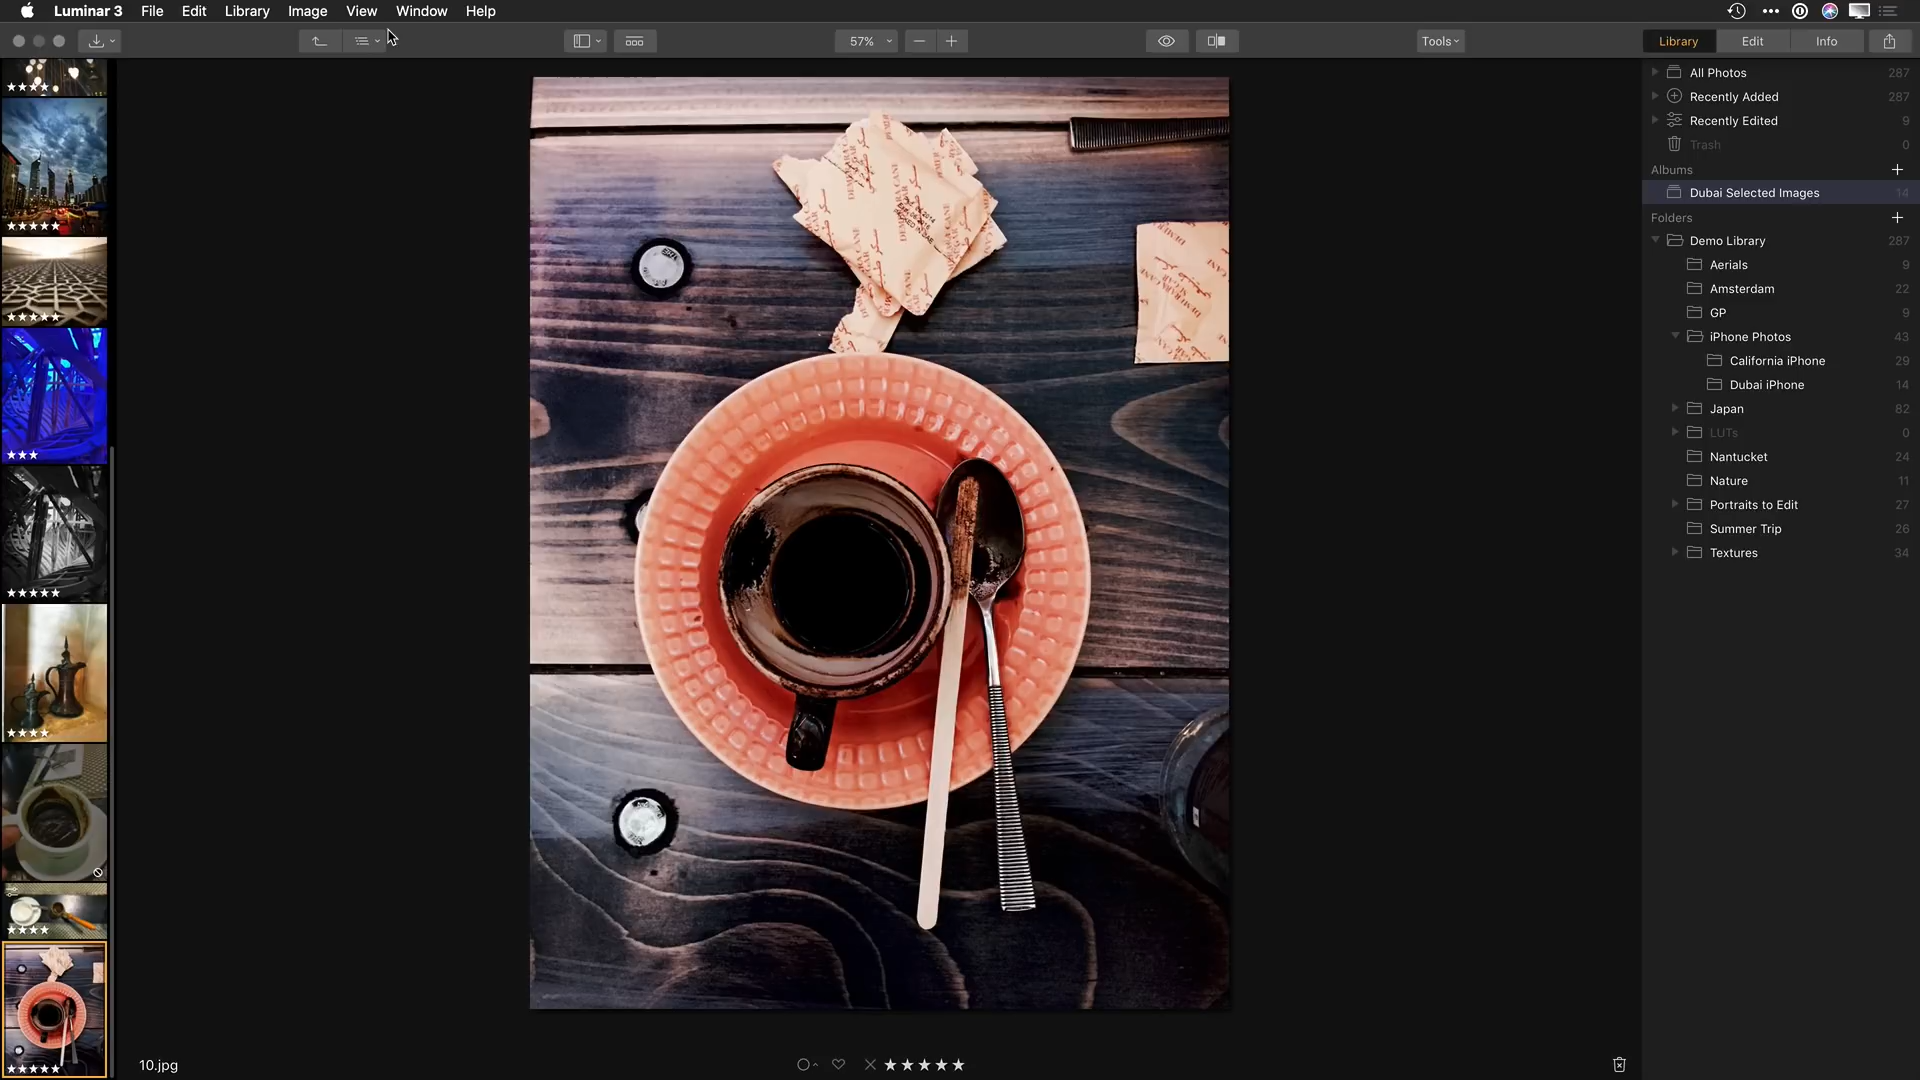 Luminar 3 File Edit Library Image View Window Help
57% Tools Library Edit Info
All Photos 287
Recently Added 287
Recently Edited 9
Trash 0
Albums
Dubai Selected Images 14
Folders
Demo Library 287
Aerials 9
Amsterdam 22
GP 9
iPhone Photos 43
California iPhone 29
Dubai iPhone 14
Japan 82
LUTs 0
Nantucket 24
Nature 11
Portraits to Edit 27
Summer Trip 26
Textures 34
10.jpg